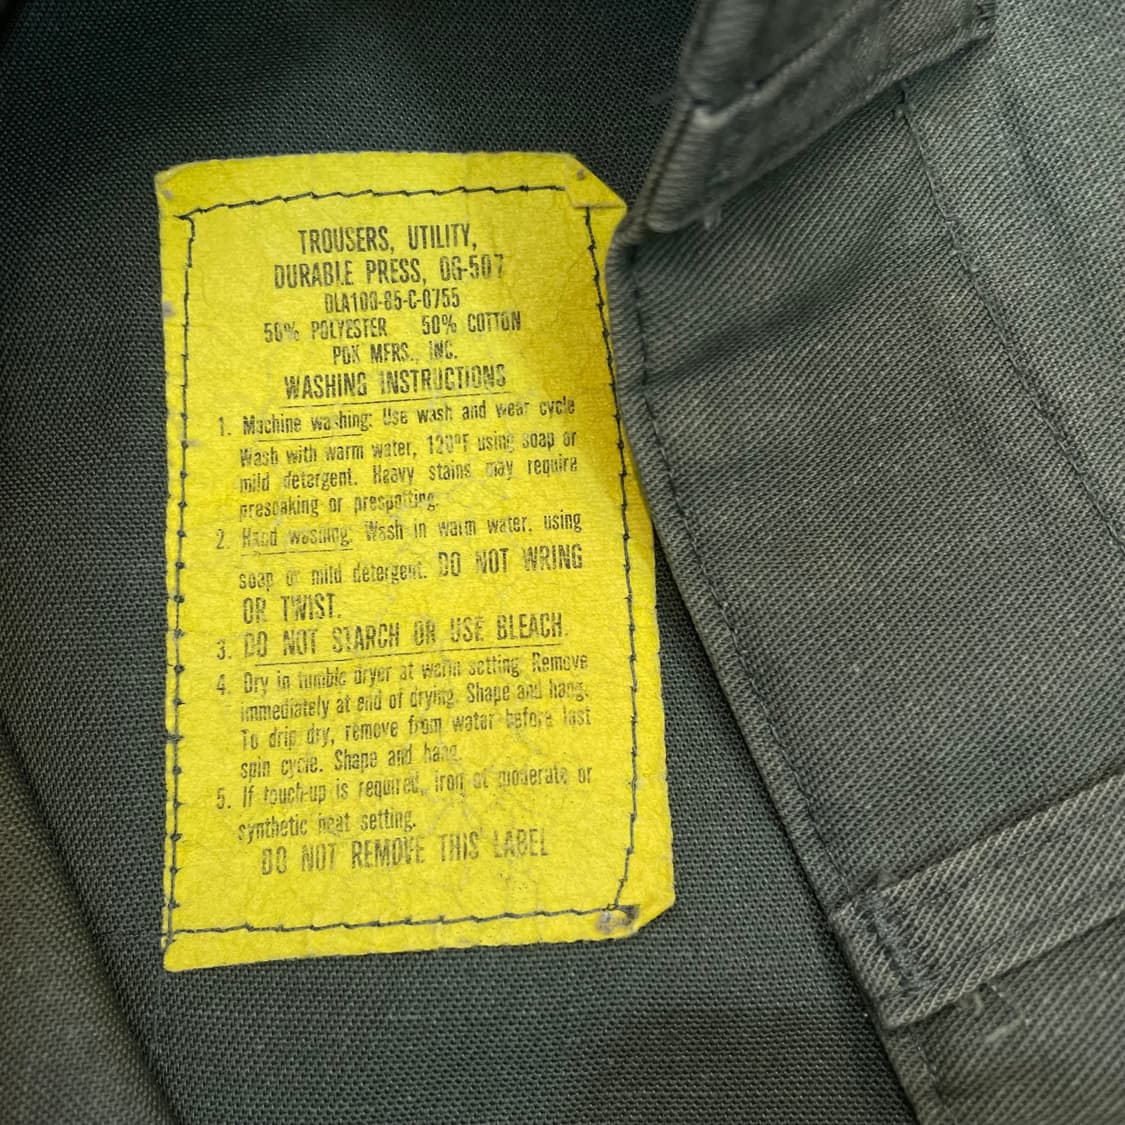 TROUSERS, UTILITY,
DURABLE PRESS, OG-507
DLA100-85-C-0755
50% POLYESTER 50% COTTON
PDK MFRS., INC.
WASHING INSTRUCTIONS
1. Machine washing: Use wash and wear cycle
Wash with warm water, 120°F using soap or
mild detergent. Heavy stains may require
presoaking or prespotting.
2. Hand washing: Wash in warm water, using
soap or mild detergent. DO NOT WRING
OR TWIST.
3. DO NOT STARCH OR USE BLEACH.
4. Dry in tumble dryer at warm setting. Remove
immediately at end of drying. Shape and hang.
To drip dry, remove from water before last
spin cycle. Shape and hang.
5. If touch-up is required, iron at moderate or
synthetic heat setting.
DO NOT REMOVE THIS LABEL